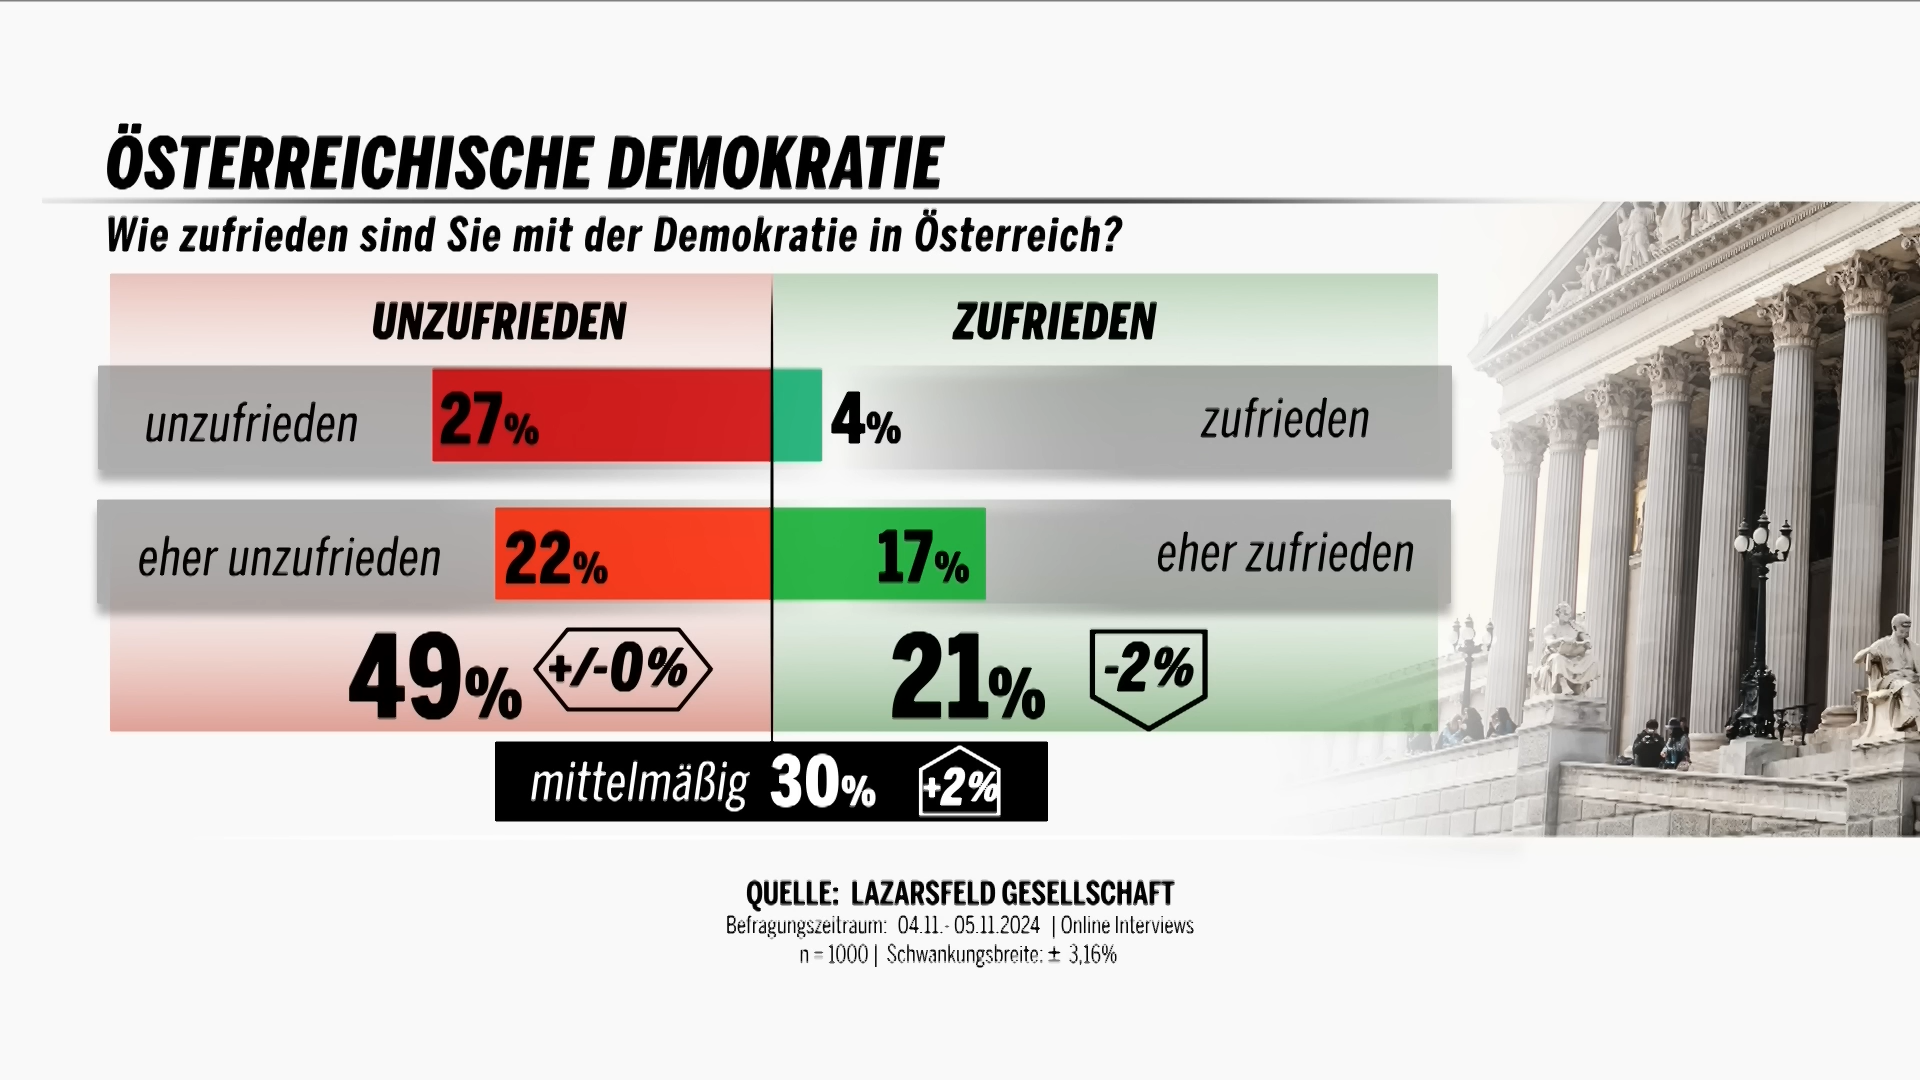 ÖSTERREICHISCHE DEMOKRATIE
Wie zufrieden sind Sie mit der Demokratie in Österreich?
UNZUFRIEDEN ZUFRIEDEN
unzufrieden 27% 4% zufrieden
eher unzufrieden 22% 17% eher zufrieden
49% +/-0% 21% -2%
mittelmäßig 30% +2%
QUELLE: LAZARSFELD GESELLSCHAFT
Befragungszeitraum: 04.11.- 05.11.2024 | Online Interviews
n = 1000 | Schwankungsbreite: ± 3,16%